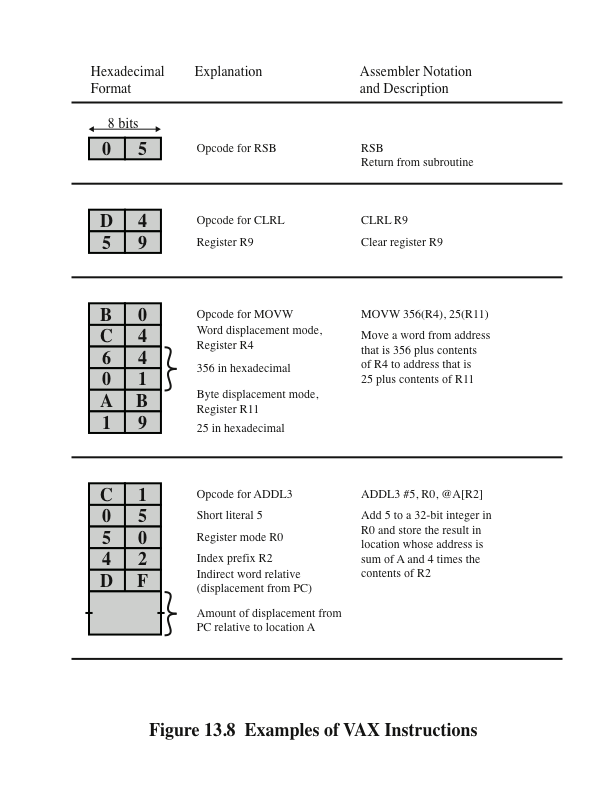 Hexadecimal Format
Explanation
Assembler Notation and Description
8 bits
0 5
Opcode for RSB
RSB
Return from subroutine
D 4
Opcode for CLRL
CLRL R9
5 9
Register R9
Clear register R9
B 0
C 4
6 4
0 1
A B
1 9
Opcode for MOVW
Word displacement mode,
Register R4
356 in hexadecimal
Byte displacement mode,
Register R11
25 in hexadecimal
MOVW 356(R4), 25(R11)
Move a word from address
that is 356 plus contents
of R4 to address that is
25 plus contents of R11
C 1
0 5
5 0
4 2
D F
Opcode for ADDL3
Short literal 5
Register mode R0
Index prefix R2
Indirect word relative
(displacement from PC)
Amount of displacement from
PC relative to location A
ADDL3 #5, R0, @A[R2]
Add 5 to a 32-bit integer in
R0 and store the result in
location whose address is
sum of A and 4 times the
contents of R2
Figure 13.8 Examples of VAX Instructions